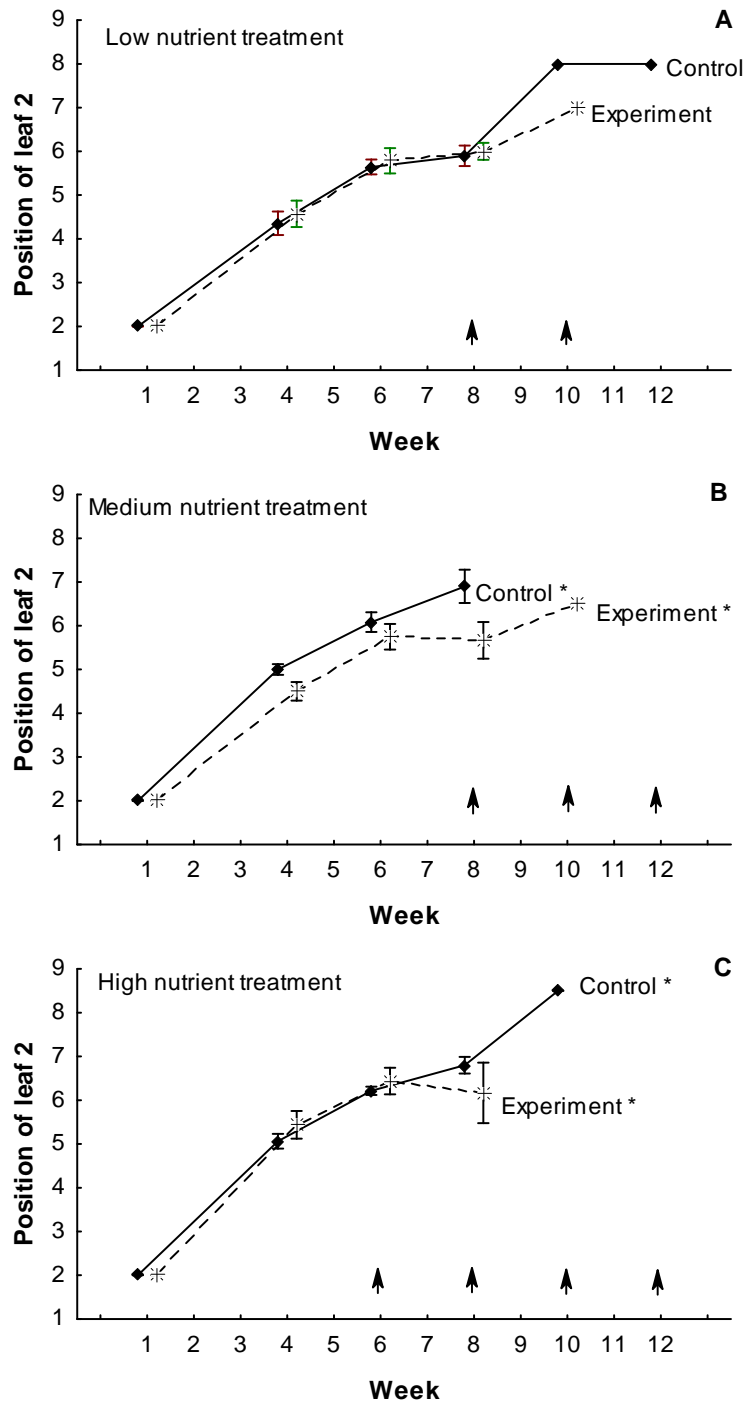 A
Low nutrient treatment
9
8
7
6
5
4
3
2
1
Position of leaf 2
Control
Experiment
1 2 3 4 5 6 7 8 9 10 11 12
Week
B
Medium nutrient treatment
9
8
7
6
5
4
3
2
1
Position of leaf 2
Control *
Experiment *
1 2 3 4 5 6 7 8 9 10 11 12
Week
C
High nutrient treatment
9
8
7
6
5
4
3
2
1
Position of leaf 2
Control *
Experiment *
1 2 3 4 5 6 7 8 9 10 11 12
Week